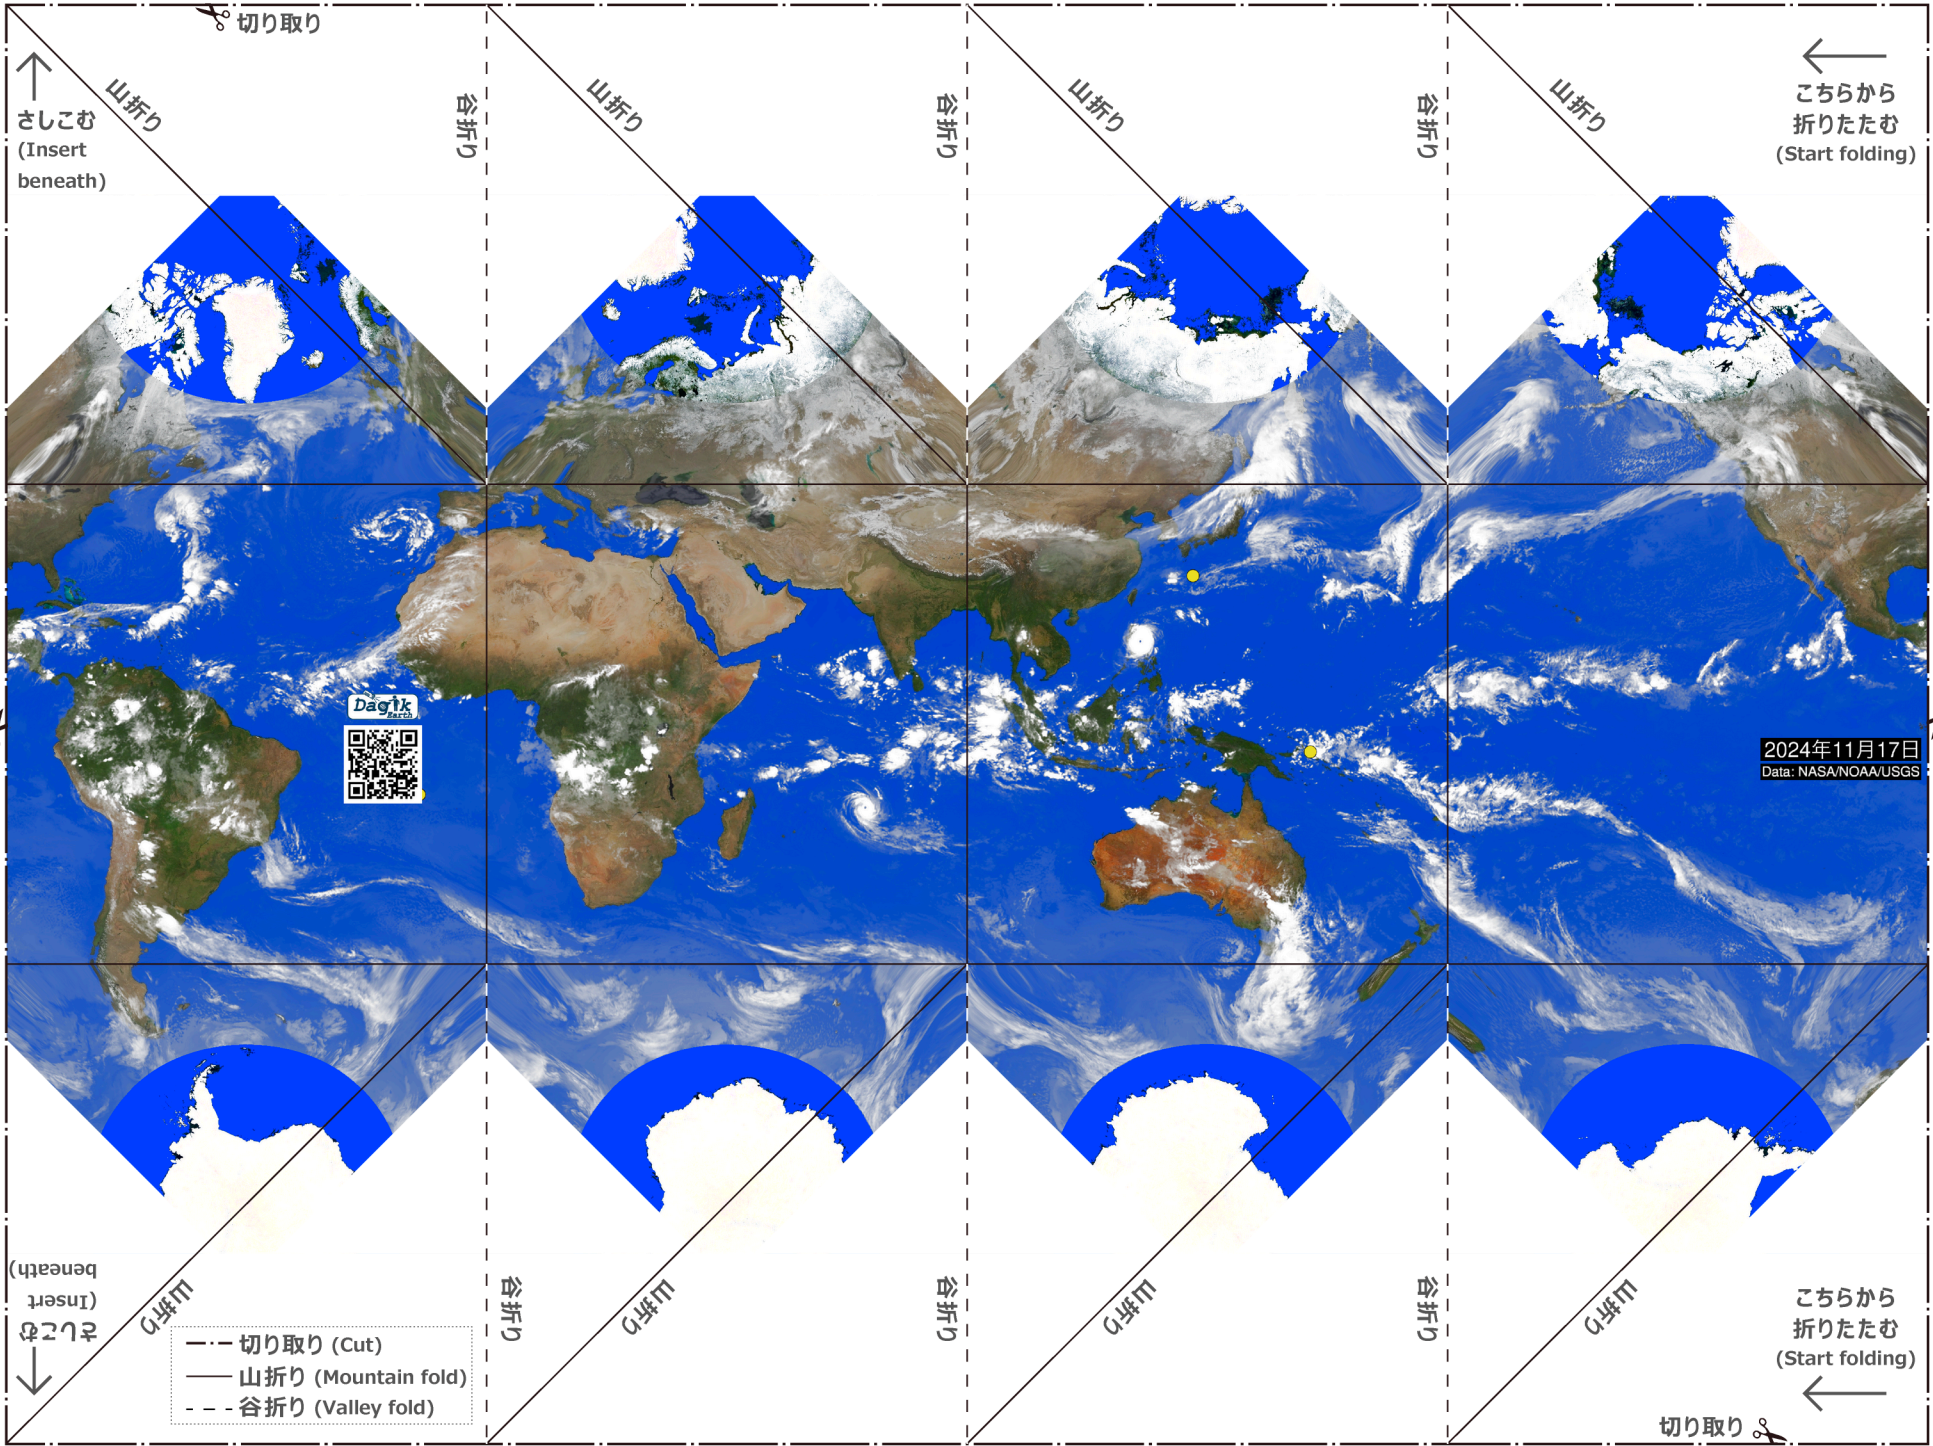 切り取り
山折り
谷折り
山折り
谷折り
山折り
谷折り
山折り
さしこむ
(Insert
beneath)
こちらから
折りたたむ
(Start folding)
Dagik
Earth
2024年11月17日
Data: NASA/NOAA/USGS
さしこむ
(Insert
beneath)
山折り
谷折り
山折り
谷折り
山折り
谷折り
山折り
切り取り (Cut)
山折り (Mountain fold)
谷折り (Valley fold)
こちらから
折りたたむ
(Start folding)
切り取り